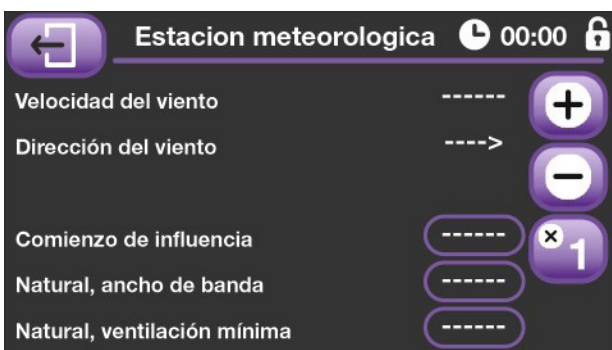 Estacion meteorologica 00:00
Velocidad del viento ------
Dirección del viento ---->
Comienzo de influencia ------
×1
Natural, ancho de banda ------
Natural, ventilación mínima ------